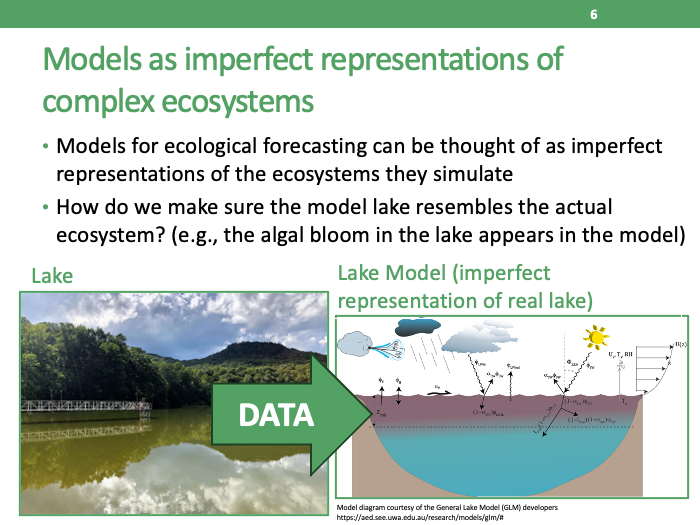 6
Models as imperfect representations of
complex ecosystems
• Models for ecological forecasting can be thought of as imperfect
representations of the ecosystems they simulate
• How do we make sure the model lake resembles the actual
ecosystem? (e.g., the algal bloom in the lake appears in the model)
Lake
Lake Model (imperfect
representation of real lake)
DATA
Model diagram courtesy of the General Lake Model (GLM) developers
https://aed.see.uwa.edu.au/research/models/glm/#